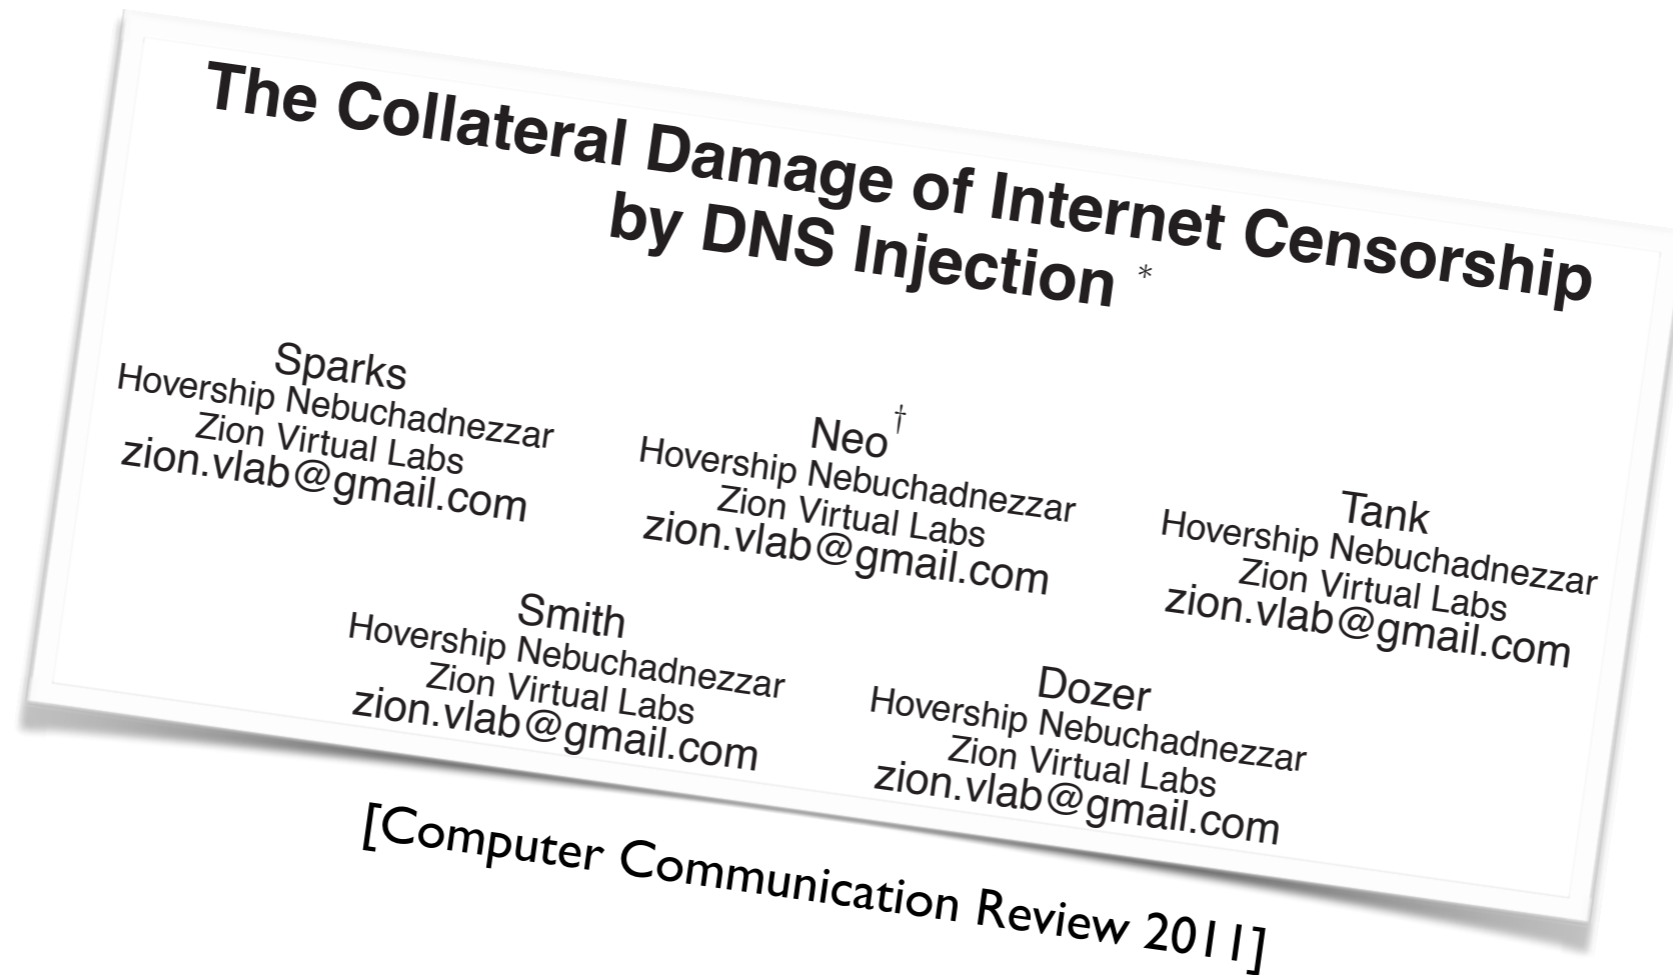 The Collateral Damage of Internet Censorship
by DNS Injection *
Sparks
Hovership Nebuchadnezzar
Zion Virtual Labs
zion.vlab@gmail.com
Neo†
Hovership Nebuchadnezzar
Zion Virtual Labs
zion.vlab@gmail.com
Tank
Hovership Nebuchadnezzar
Zion Virtual Labs
zion.vlab@gmail.com
Smith
Hovership Nebuchadnezzar
Zion Virtual Labs
zion.vlab@gmail.com
Dozer
Hovership Nebuchadnezzar
Zion Virtual Labs
zion.vlab@gmail.com
[Computer Communication Review 2011]